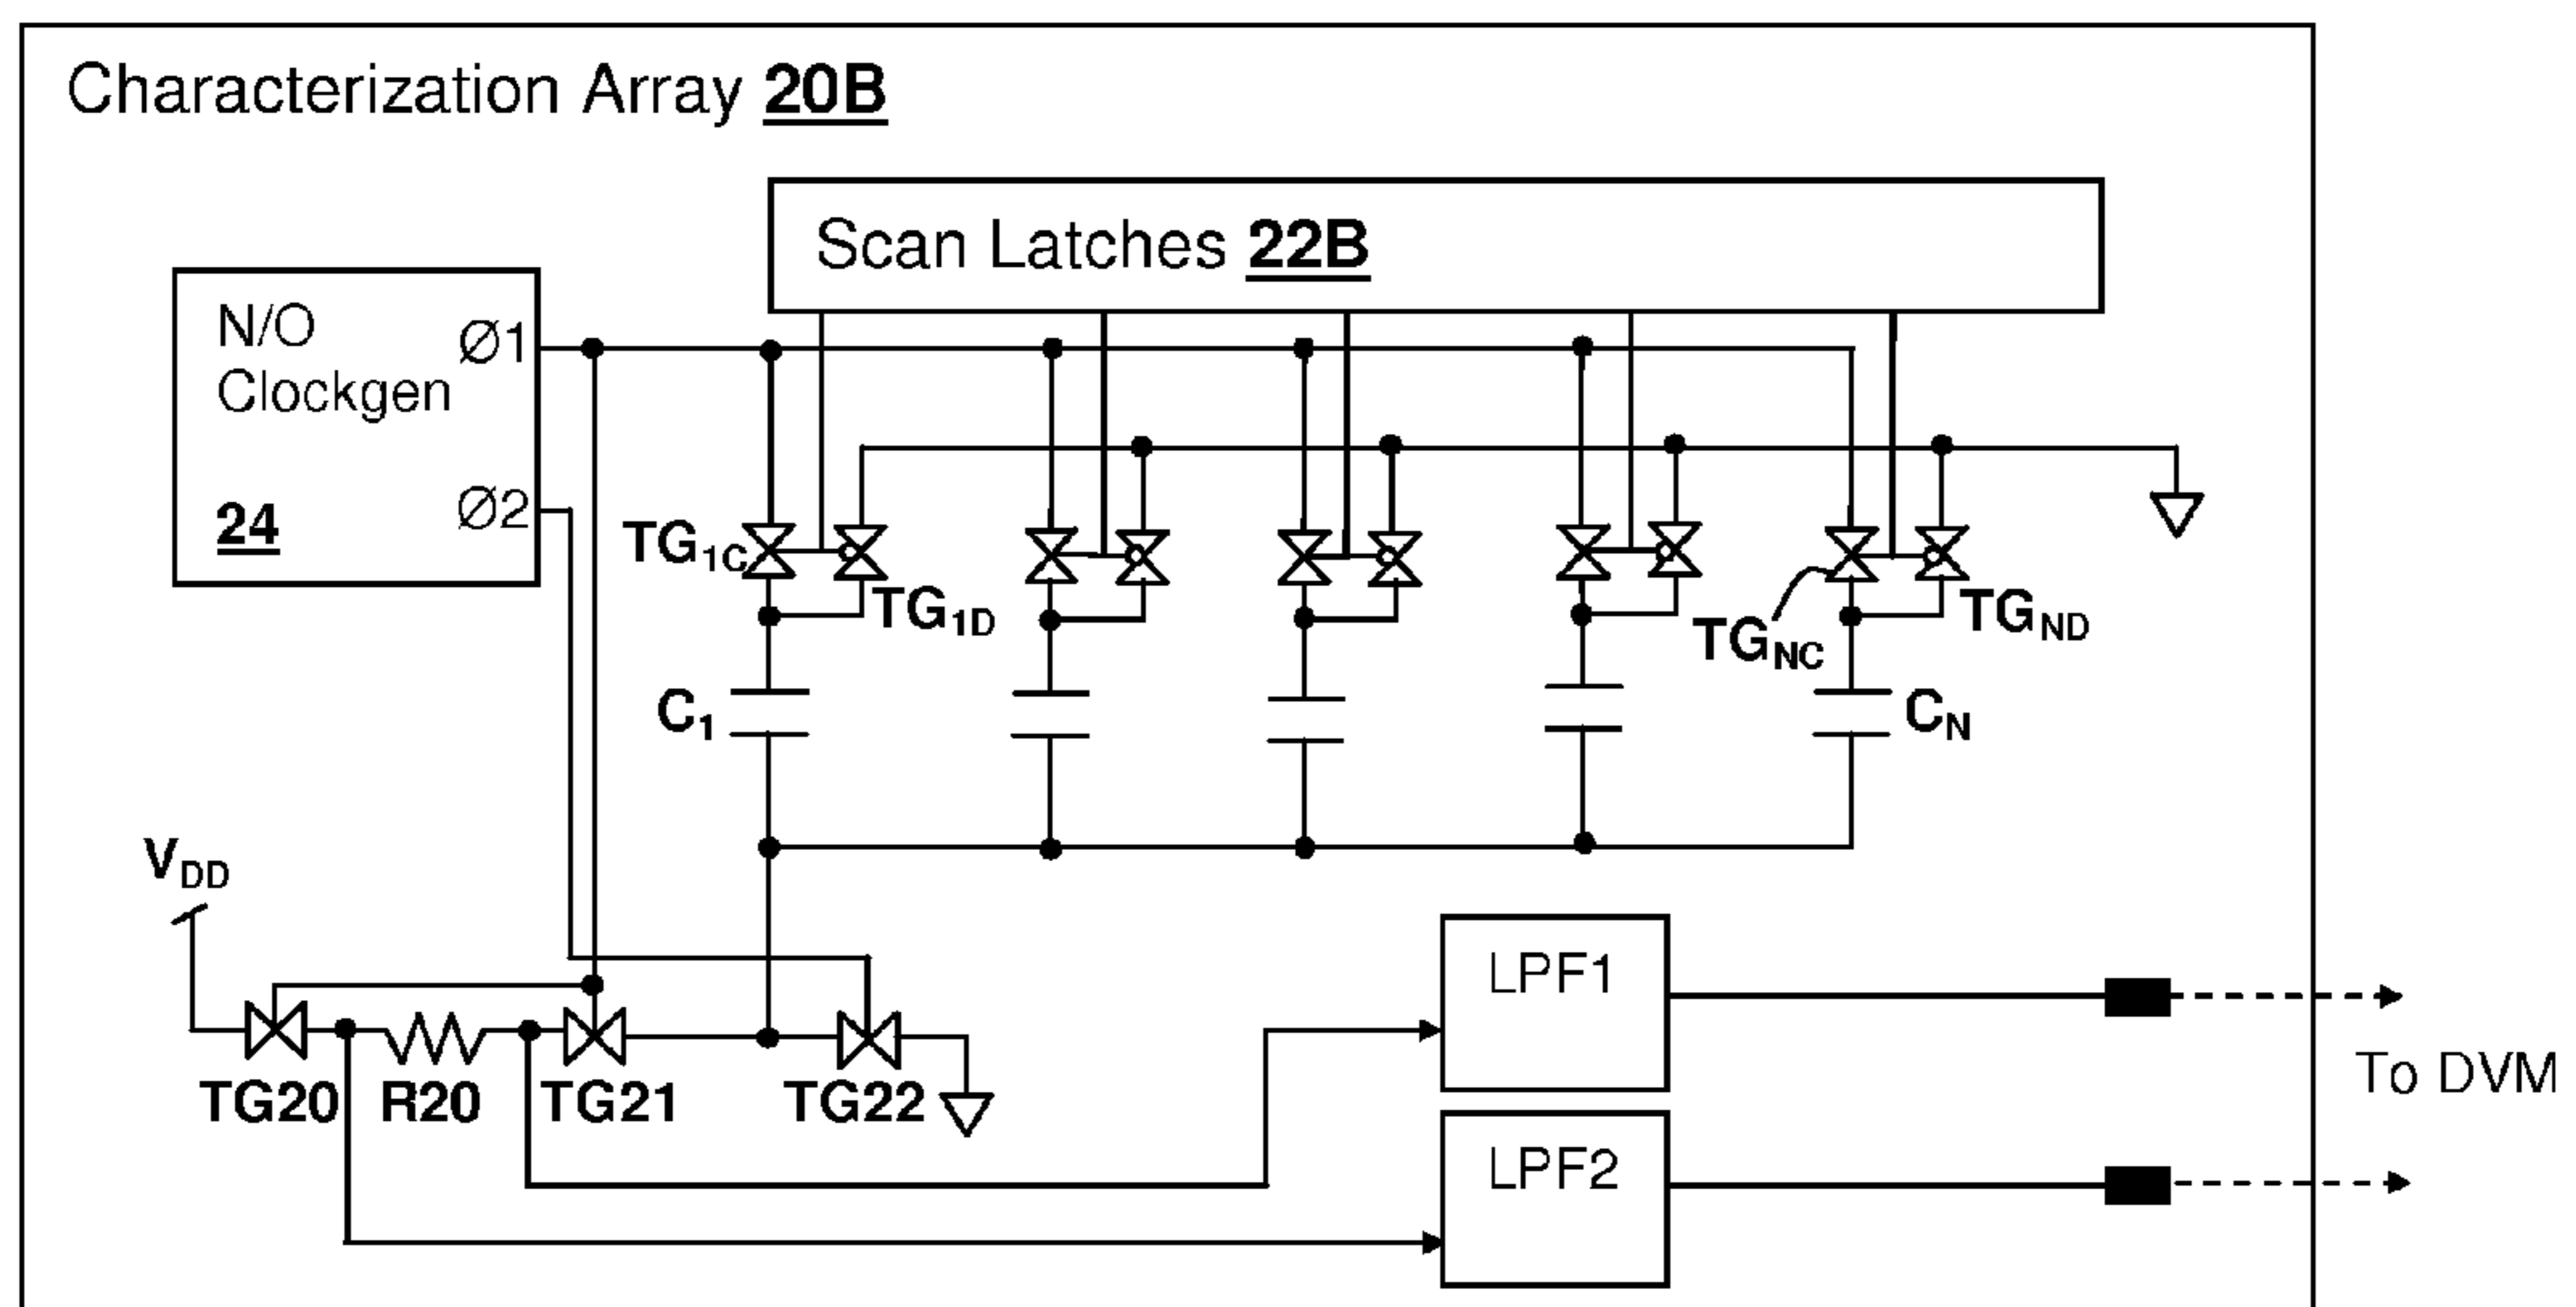 Characterization Array 20B
Scan Latches 22B
N/O
Clockgen
24
Ø1
Ø2
TG1C
TG1D
TGNC
TGND
C1
CN
VDD
TG20
R20
TG21
TG22
LPF1
LPF2
To DVM